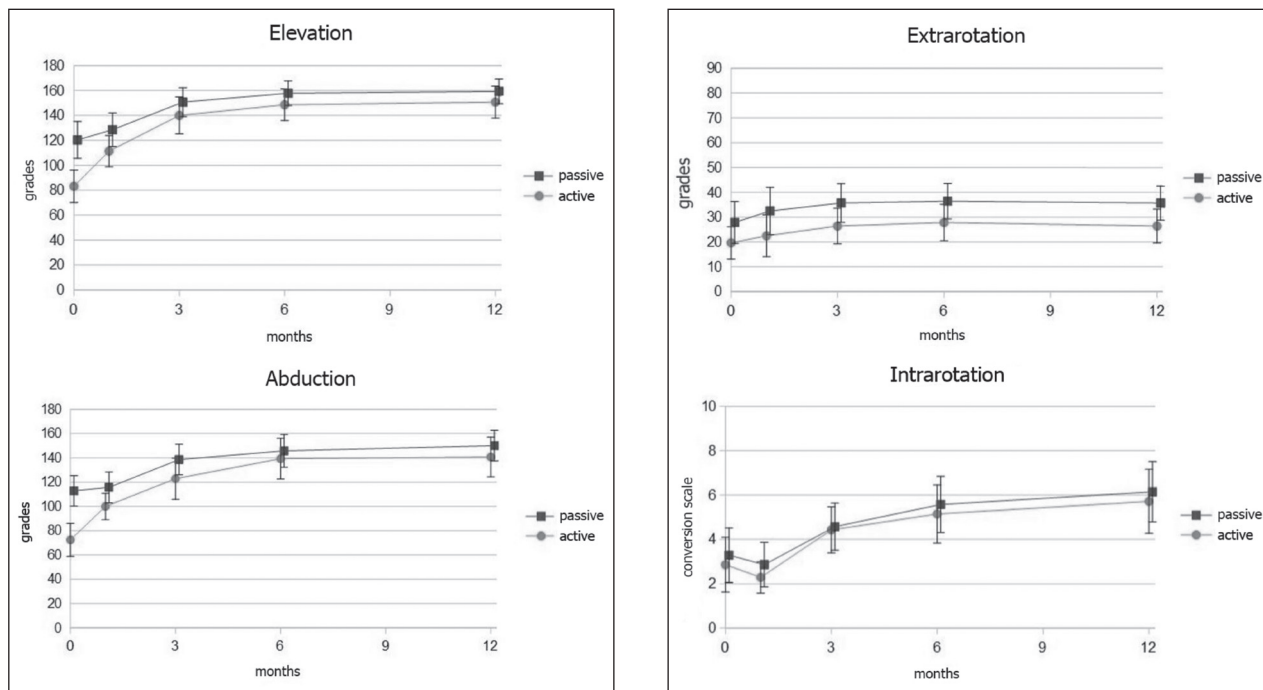 Elevation
180
160
140
120
100
80
60
40
20
0
grades
0 3 6 9 12
months
passive
active
Abduction
180
160
140
120
100
80
60
40
20
0
grades
0 3 6 9 12
months
passive
active
Extrarotation
90
80
70
60
50
40
30
20
10
0
grades
0 3 6 9 12
months
passive
active
Intrarotation
10
8
6
4
2
0
conversion scale
0 3 6 9 12
months
passive
active